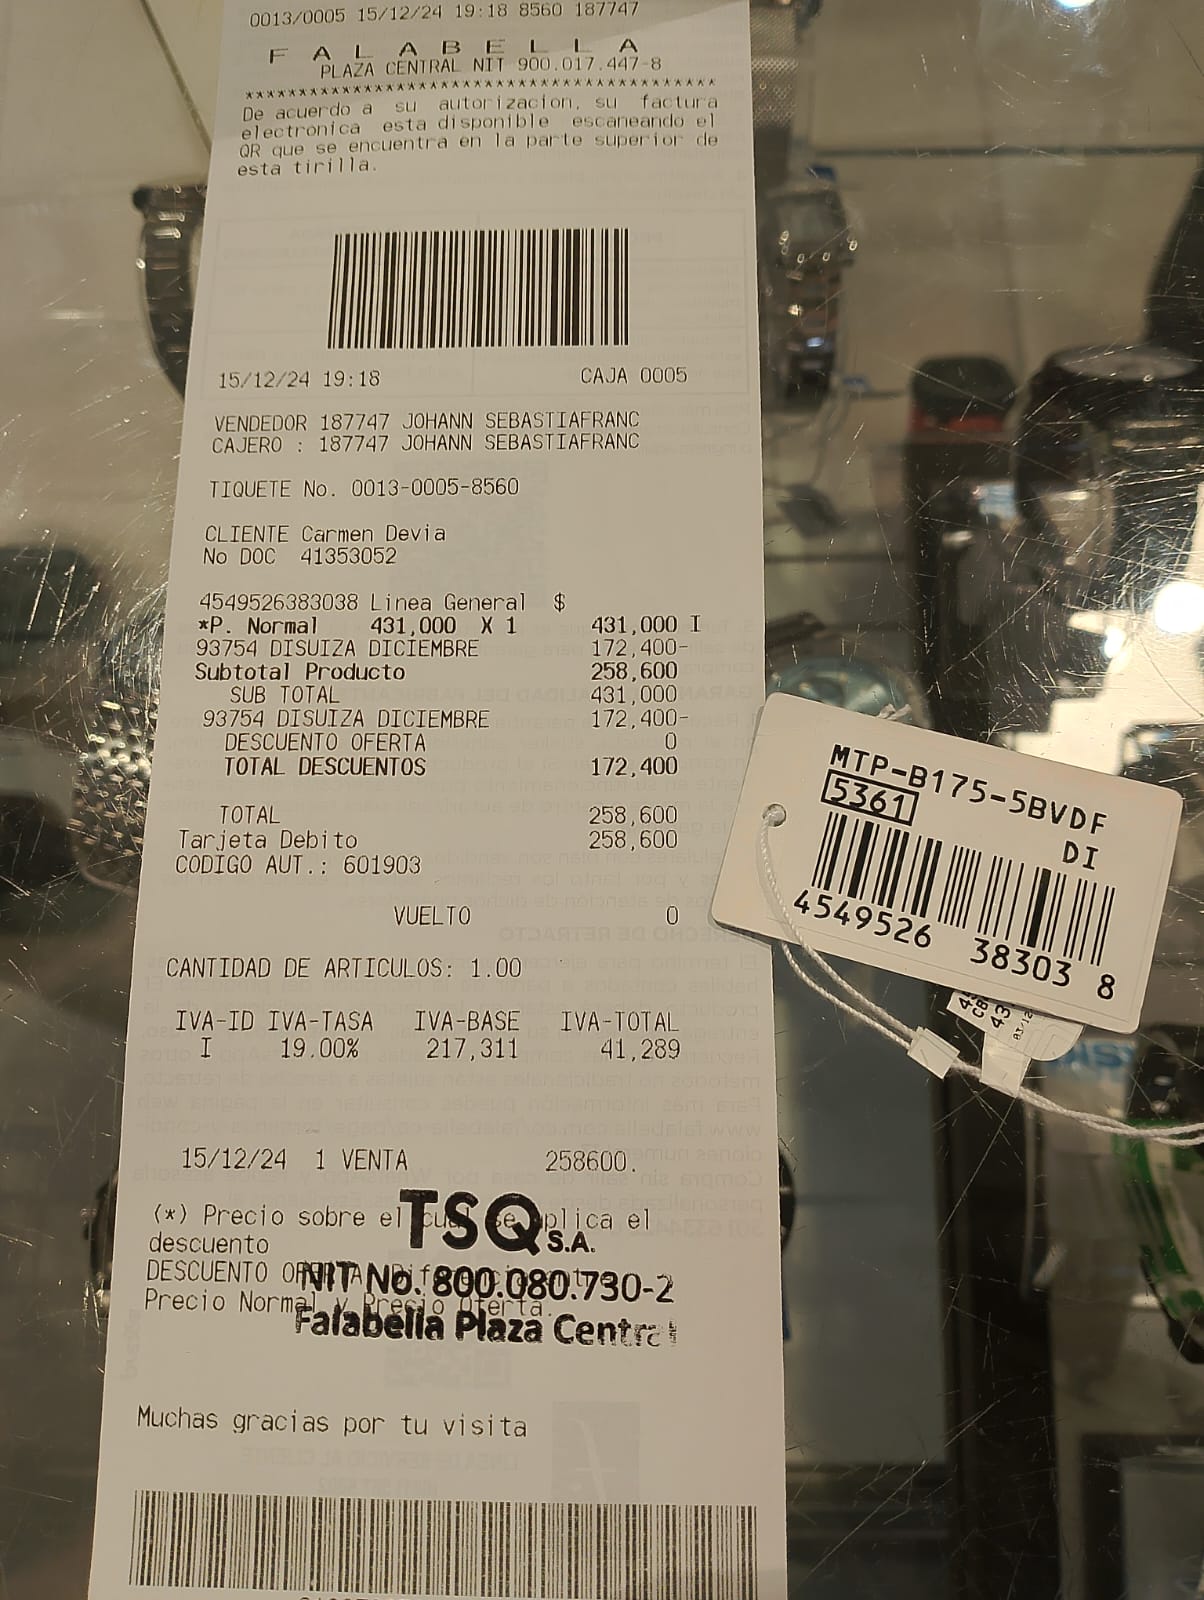 0013/0005 15/12/24 19:18 8560 187747
F A L A B E L L A
PLAZA CENTRAL NIT 900.017.447-8
De acuerdo a su autorizacion, su factura
electronica esta disponible escaneando el
QR que se encuentra en la parte superior de
esta tirilla.
15/12/24 19:18 CAJA 0005
VENDEDOR 187747 JOHANN SEBASTIAFRANC
CAJERO : 187747 JOHANN SEBASTIAFRANC
TIQUETE No. 0013-0005-8560
CLIENTE Carmen Devia
No DOC 41353052
4549526383038 Linea General $
*P. Normal 431,000 X 1 431,000 I
93754 DISUIZA DICIEMBRE 172,400-
Subtotal Producto 258,600
SUB TOTAL 431,000
93754 DISUIZA DICIEMBRE 172,400-
DESCUENTO OFERTA 0
TOTAL DESCUENTOS 172,400
TOTAL 258,600
Tarjeta Debito 258,600
CODIGO AUT.: 601903
VUELTO 0
CANTIDAD DE ARTICULOS: 1.00
IVA-ID IVA-TASA IVA-BASE IVA-TOTAL
I 19.00% 217,311 41,289
15/12/24 1 VENTA 258600.
(*) Precio sobre el cual se aplica el
descuento
DESCUENTO OFERTA
Precio Normal y Precio Oferta.
TSQ S.A.
NIT No. 800.080.730-2
Falabella Plaza Central
Muchas gracias por tu visita
MTP-B175-5BVDF
5361 DI
4549526 38303 8